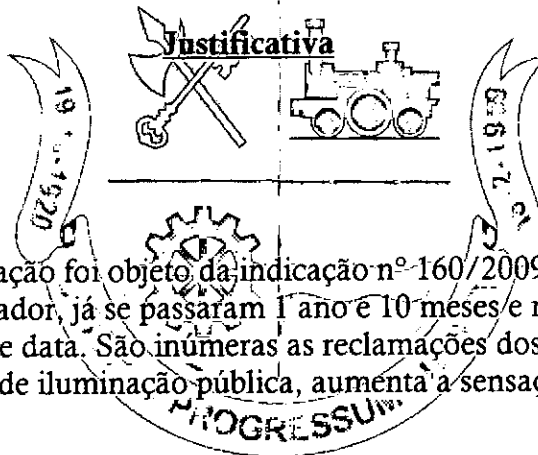 Justificativa
ação foi objeto da indicação nº 160/2009
ador, já se passaram 1 ano e 10 meses e
e data. São inúmeras as reclamações dos
de iluminação pública, aumenta a sensaç
PROGRESSUM